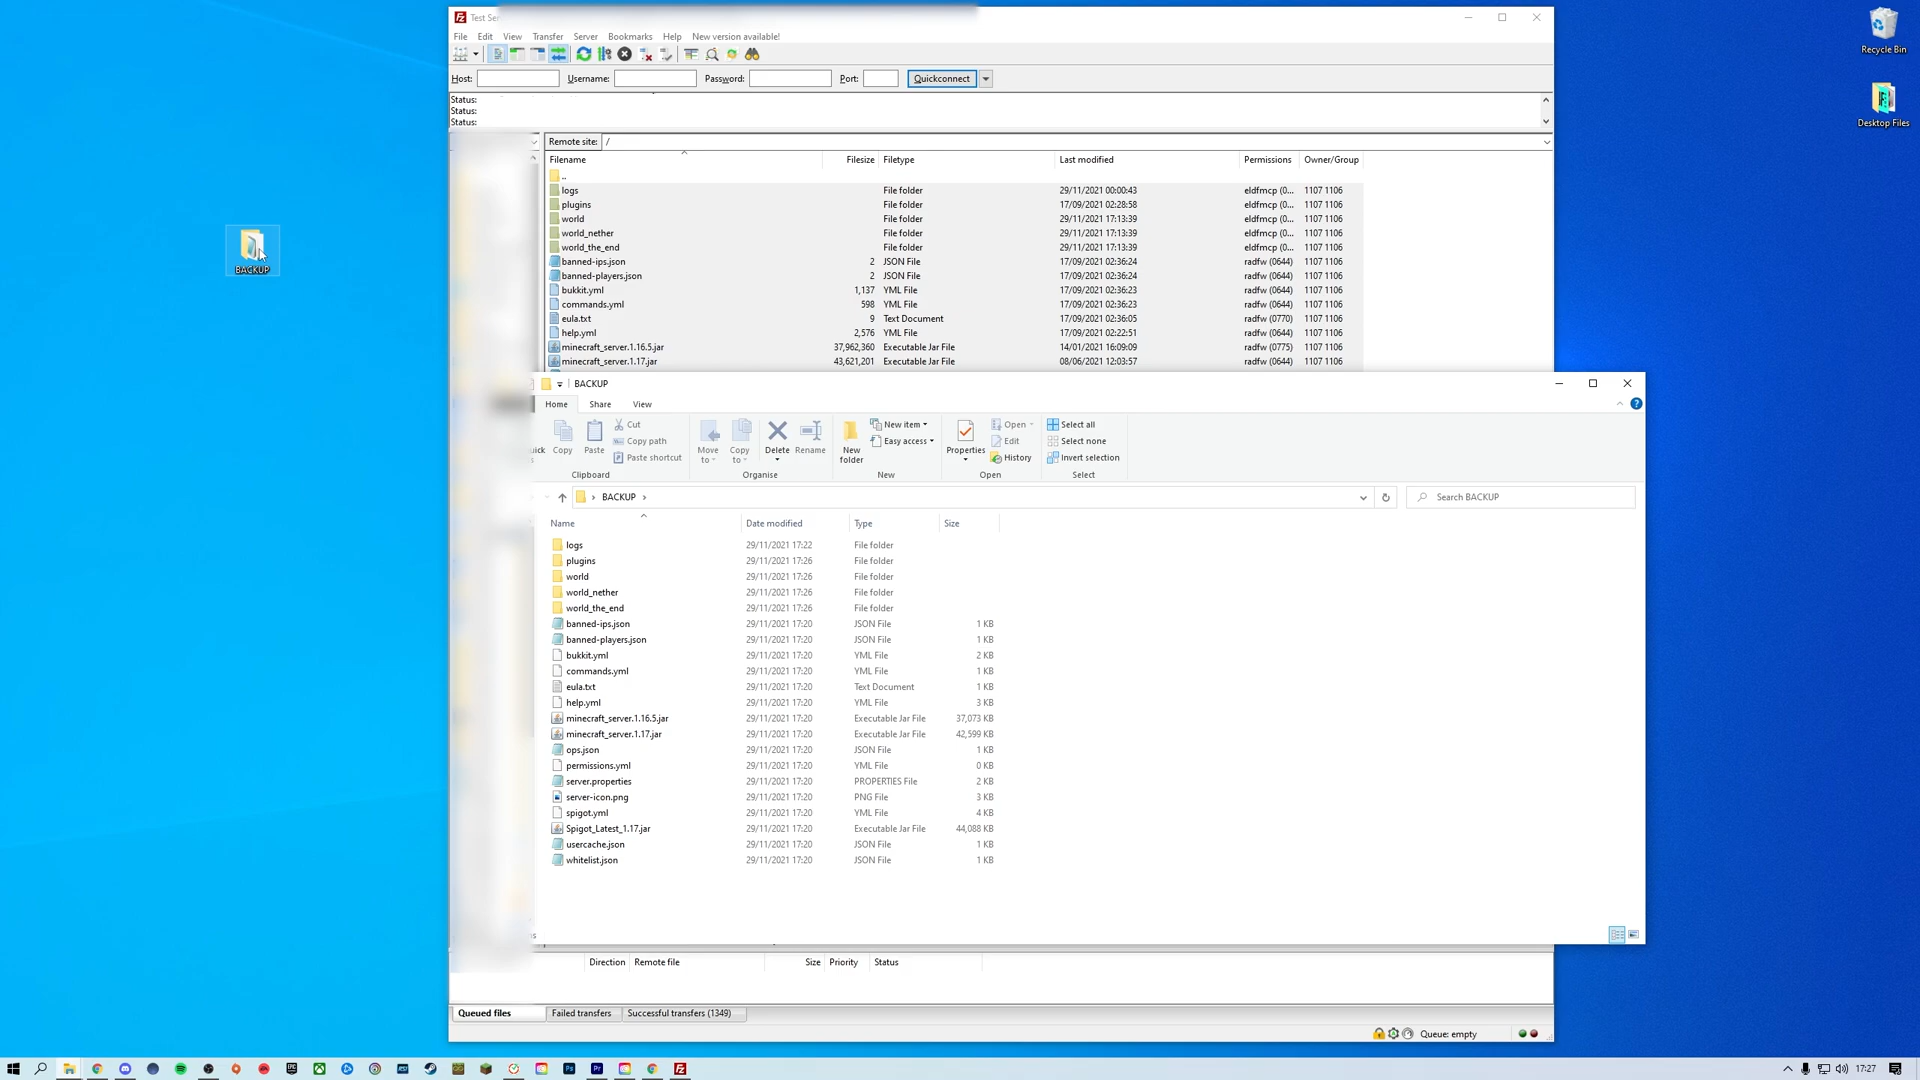 Test Ser
File Edit View Transfer Server Bookmarks Help New version available!
Host: Username: Password: Port: Quickconnect
Status:
Status:
Status:
Remote site: /
Filename Filesize Filetype Last modified Permissions Owner/Group
..
logs File folder 29/11/2021 00:00:43 eldfmcp (0... 1107 1106
plugins File folder 17/09/2021 02:28:58 eldfmcp (0... 1107 1106
world File folder 29/11/2021 17:13:39 eldfmcp (0... 1107 1106
world_nether File folder 29/11/2021 17:13:39 eldfmcp (0... 1107 1106
world_the_end File folder 29/11/2021 17:13:39 eldfmcp (0... 1107 1106
banned-ips.json 2 JSON File 17/09/2021 02:36:24 radfw (0644) 1107 1106
banned-players.json 2 JSON File 17/09/2021 02:36:24 radfw (0644) 1107 1106
bukkit.yml 1,137 YML File 17/09/2021 02:36:23 radfw (0644) 1107 1106
commands.yml 598 YML File 17/09/2021 02:36:23 radfw (0644) 1107 1106
eula.txt 9 Text Document 17/09/2021 02:36:05 radfw (0770) 1107 1106
help.yml 2,576 YML File 17/09/2021 02:22:51 radfw (0644) 1107 1106
minecraft_server.1.16.5.jar 37,962,360 Executable Jar File 14/01/2021 16:09:09 radfw (0775) 1107 1106
minecraft_server.1.17.jar 43,621,201 Executable Jar File 08/06/2021 12:03:57 radfw (0644) 1107 1106
Recycle Bin
Desktop Files
BACKUP
BACKUP
Home Share View
Copy Paste Cut Copy path Paste shortcut Move to Copy to Delete Rename New folder New item Easy access Properties Open Edit History Select all Select none Invert selection
Clipboard Organise New Open Select
BACKUP Search BACKUP
Name Date modified Type Size
logs 29/11/2021 17:22 File folder
plugins 29/11/2021 17:26 File folder
world 29/11/2021 17:26 File folder
world_nether 29/11/2021 17:26 File folder
world_the_end 29/11/2021 17:26 File folder
banned-ips.json 29/11/2021 17:20 JSON File 1 KB
banned-players.json 29/11/2021 17:20 JSON File 1 KB
bukkit.yml 29/11/2021 17:20 YML File 2 KB
commands.yml 29/11/2021 17:20 YML File 1 KB
eula.txt 29/11/2021 17:20 Text Document 1 KB
help.yml 29/11/2021 17:20 YML File 3 KB
minecraft_server.1.16.5.jar 29/11/2021 17:20 Executable Jar File 37,073 KB
minecraft_server.1.17.jar 29/11/2021 17:20 Executable Jar File 42,599 KB
ops.json 29/11/2021 17:20 JSON File 1 KB
permissions.yml 29/11/2021 17:20 YML File 0 KB
server.properties 29/11/2021 17:20 PROPERTIES File 2 KB
server-icon.png 29/11/2021 17:20 PNG File 3 KB
spigot.yml 29/11/2021 17:20 YML File 4 KB
Spigot_Latest_1.17.jar 29/11/2021 17:20 Executable Jar File 44,088 KB
usercache.json 29/11/2021 17:20 JSON File 1 KB
whitelist.json 29/11/2021 17:20 JSON File 1 KB
Direction Remote file Size Priority Status
Queued files Failed transfers Successful transfers (1349)
Queue: empty
17:27